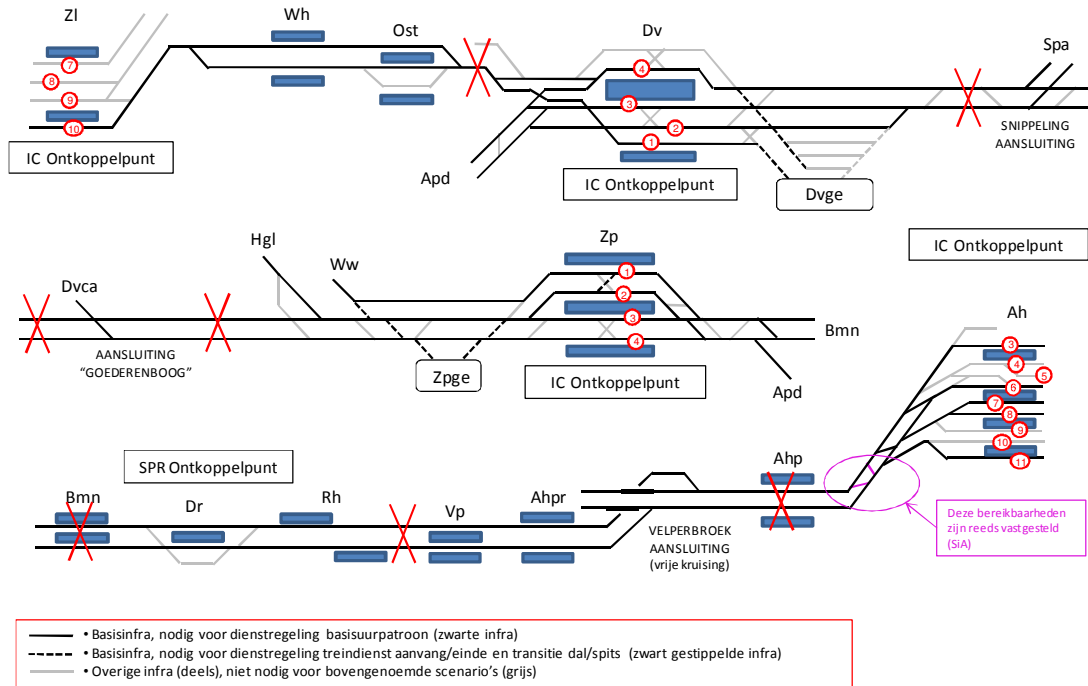 Zl
Wh
Ost
Dv
Spa
7
8
9
10
4
3
2
1
IC Ontkoppelpunt
Apd
Apd
IC Ontkoppelpunt
Dvge
SNIPPELING
AANSLUITING
IC Ontkoppelpunt
Dvca
Hgl
Ww
Zp
1
2
3
4
Bmn
AANSLUITING
“GOEDERENBOOG”
Zpge
IC Ontkoppelpunt
Apd
Ah
3
4
5
6
7
8
9
10
11
SPR Ontkoppelpunt
Bmn
Dr
Rh
Vp
Ahpr
Ahp
VELPERBROEK
AANSLUITING
(vrije kruising)
Deze bereikbaarheden
zijn reeds vastgesteld
(SiA)
• Basisinfra, nodig voor dienstregeling basisuurpatroon (zwarte infra)
• Basisinfra, nodig voor dienstregeling treindienst aanvang/einde en transitie dal/spits (zwart gestippelde infra)
• Overige infra (deels), niet nodig voor bovengenoemde scenario’s (grijs)